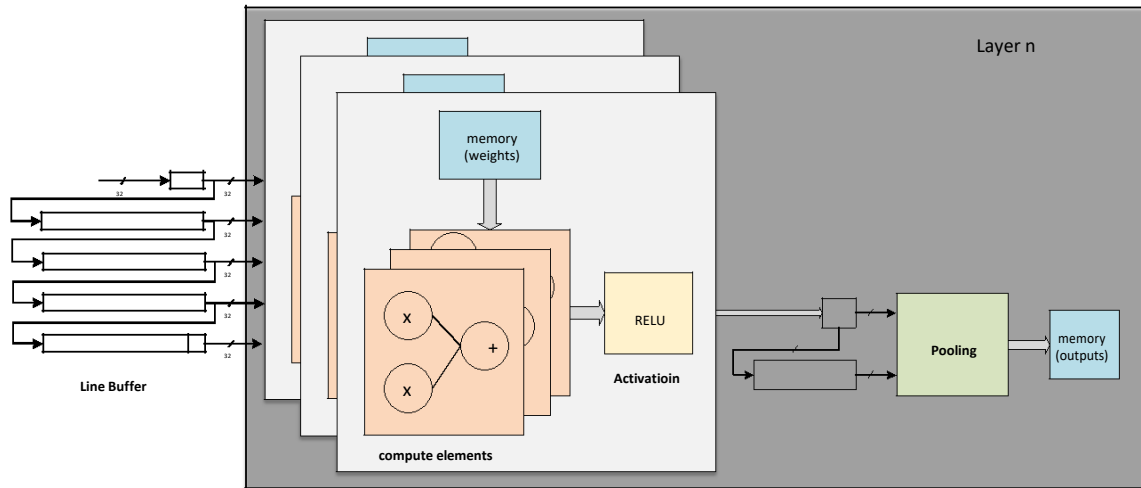 Layer n
memory
(weights)
32
32
32
32
32
32
X
X
+
RELU
Activatioin
compute elements
Line Buffer
Pooling
memory
(outputs)